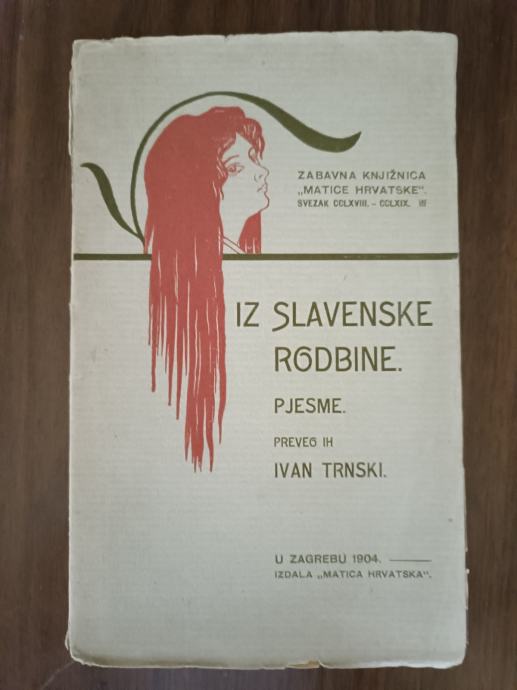 ZABAVNA KNJIŽNICA
„MATICE HRVATSKE“.
SVEZAK CCLXVIII. – CCLXIX.
IZ SLAVENSKE
RODBINE.
PJESME.
PREVEO IH
IVAN TRNSKI.
U ZAGREBU 1904.
IZDALA „MATICA HRVATSKA“.